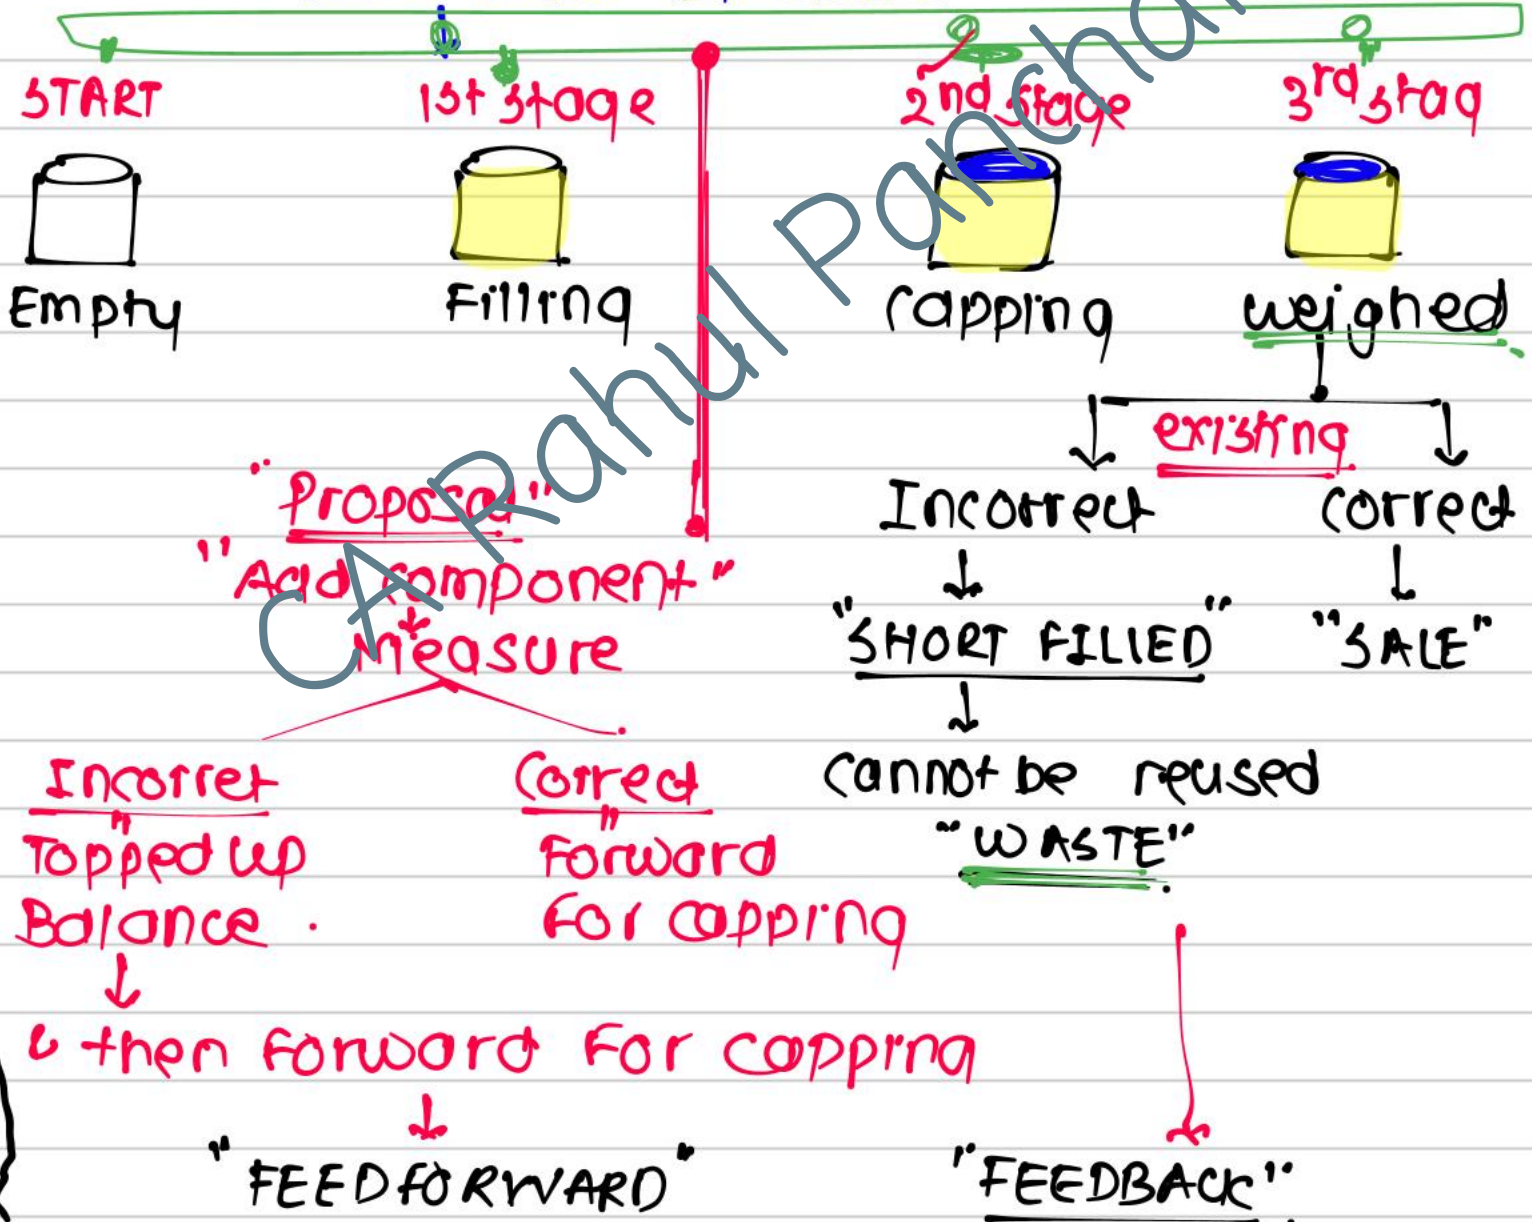 START 1st stage 2nd stage 3rd stag
Empty Filling Capping weighed
existing
"Proposal" Incorrect Correct
"Add component"
Measure "SHORT FILLED" "SALE"
Incorret Correct Cannot be reused
Topped up Forward "WASTE"
Balance. For capping
& then forward for capping
"FEEDFORWARD" "FEEDBACK"
CA Rahul Panchal